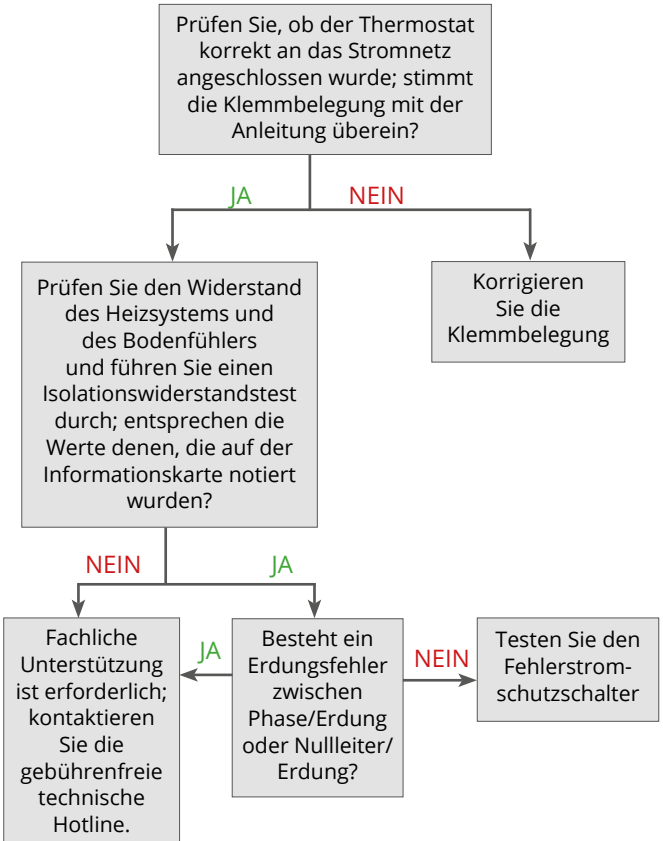 Prüfen Sie, ob der Thermostat
korrekt an das Stromnetz
angeschlossen wurde; stimmt
die Klemmbelegung mit der
Anleitung überein?
JA
NEIN
Prüfen Sie den Widerstand
des Heizsystems und
des Bodenfühlers
und führen Sie einen
Isolationswiderstandstest
durch; entsprechen die
Werte denen, die auf der
Informationskarte notiert
wurden?
Korrigieren
Sie die
Klemmbelegung
NEIN
JA
Fachliche
Unterstützung
ist erforderlich;
kontaktieren
Sie die
gebührenfreie
technische
Hotline.
JA
Besteht ein
Erdungsfehler
zwischen
Phase/Erdung
oder Nullleiter/
Erdung?
NEIN
Testen Sie den
Fehlerstrom-
schutzschalter